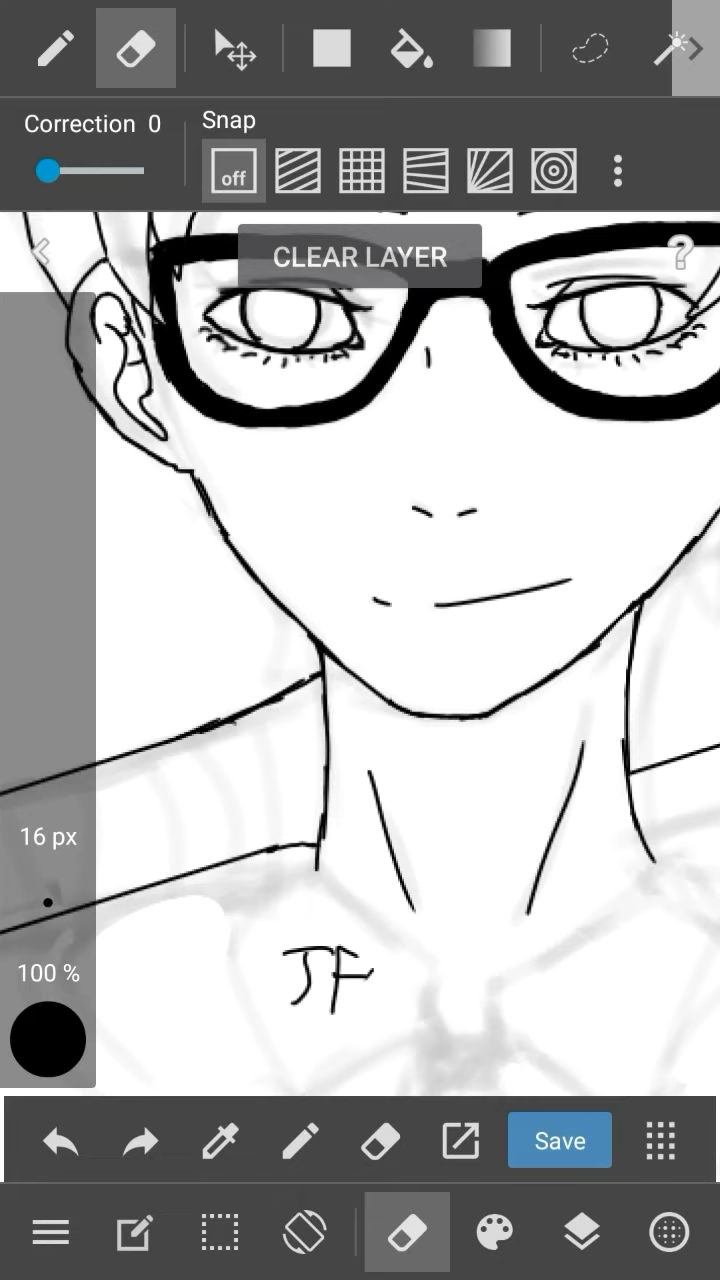 Correction 0
Snap
off
CLEAR LAYER
?
16 px
100 %
JF
Save